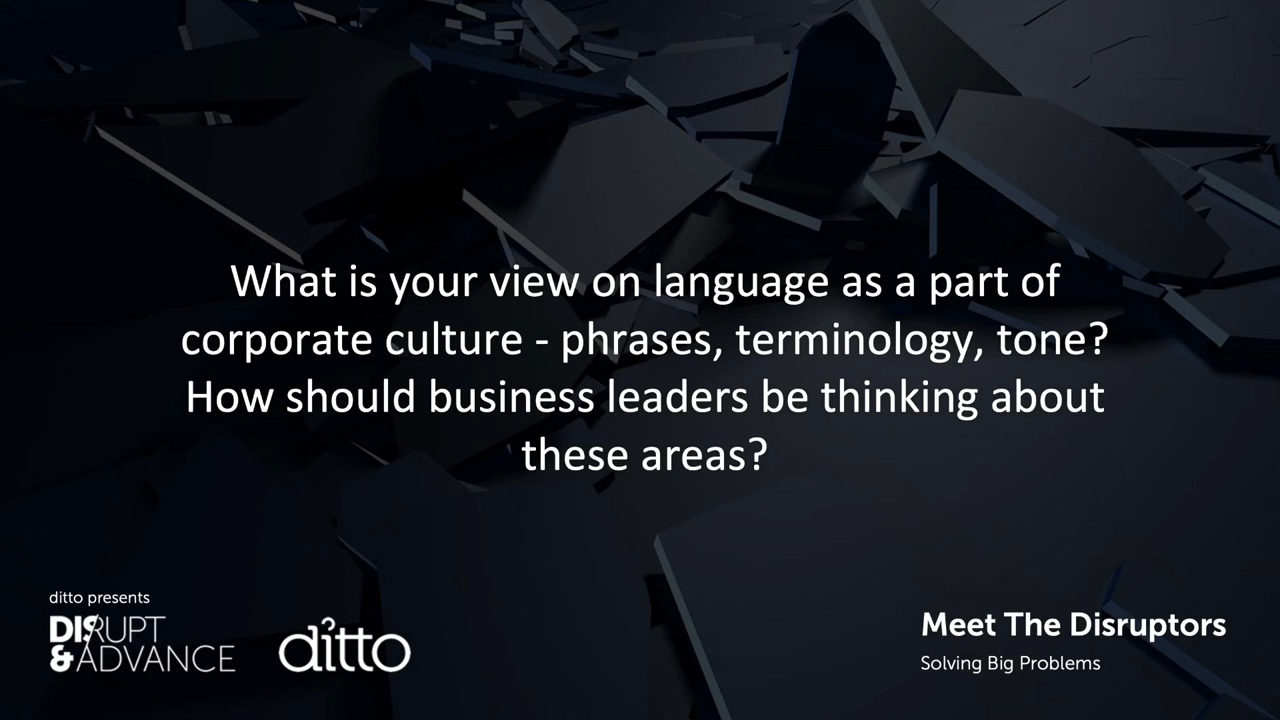 What is your view on language as a part of
corporate culture - phrases, terminology, tone?
How should business leaders be thinking about
these areas?
ditto presents
DISRUPT
&ADVANCE
ditto
Meet The Disruptors
Solving Big Problems